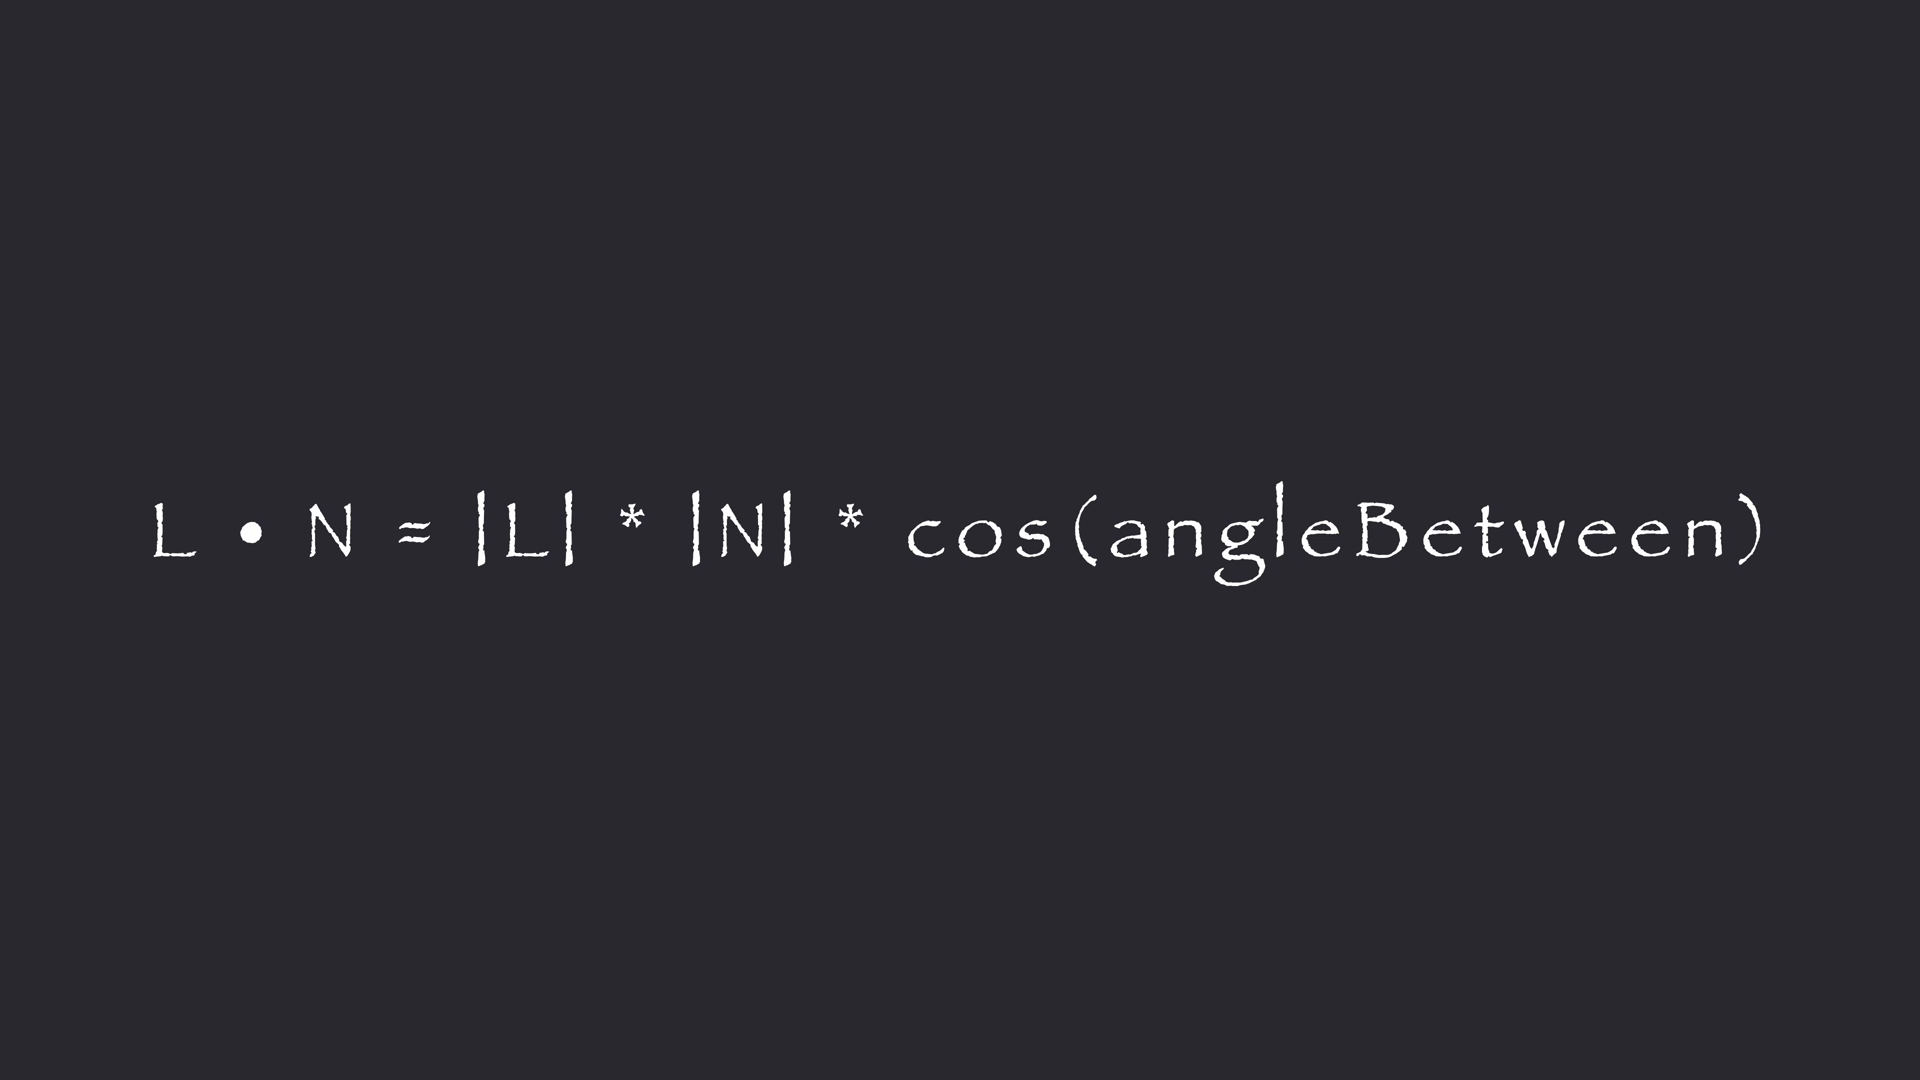 L • N = |L| * |N| * cos(angleBetween)